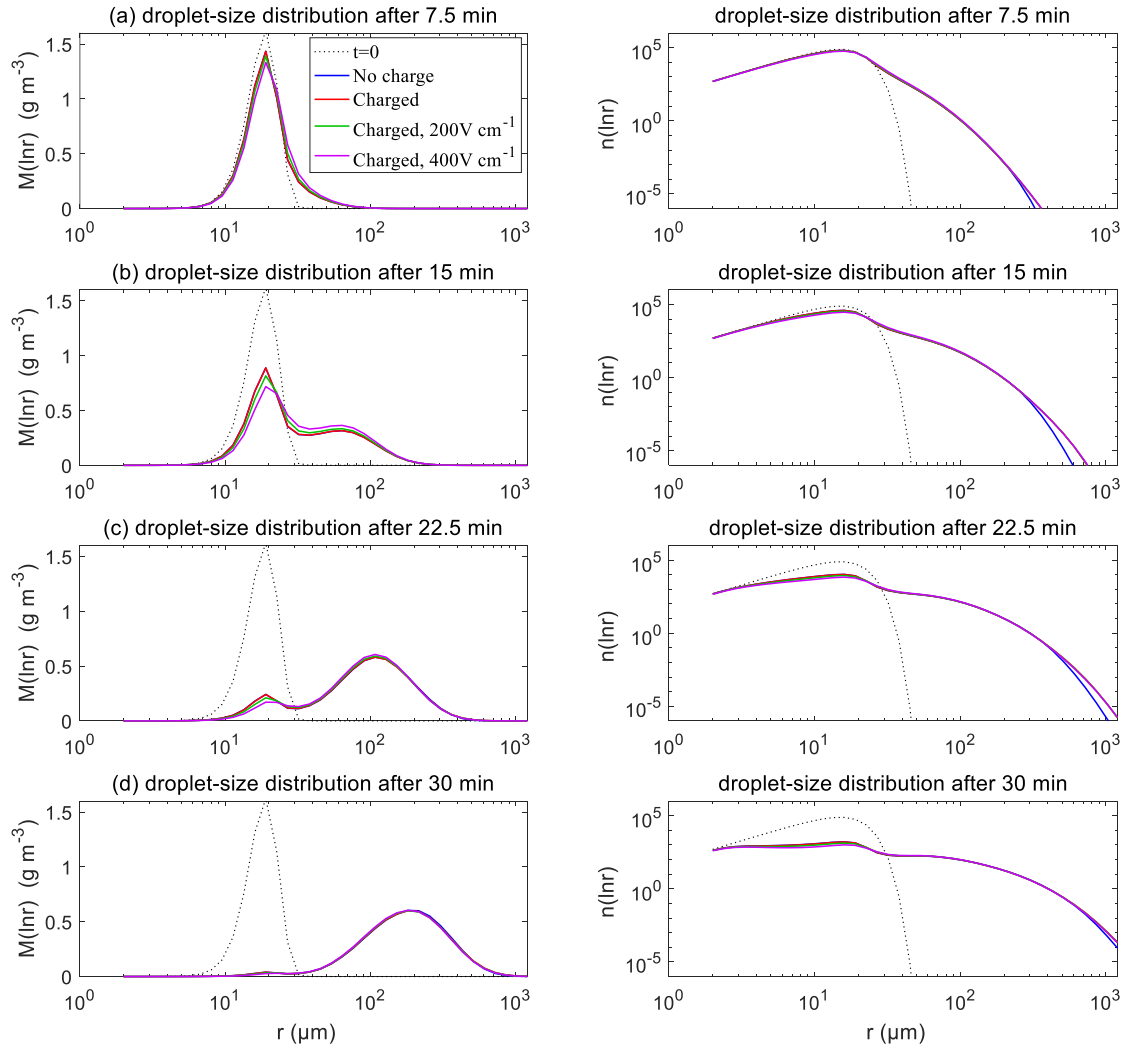 (a) droplet-size distribution after 7.5 min
M(lnr) (g m⁻³)
1.5
1
0.5
0
t=0
No charge
Charged
Charged, 200V cm⁻¹
Charged, 400V cm⁻¹
10⁰ 10¹ 10² 10³
droplet-size distribution after 7.5 min
n(lnr)
10⁵
10⁰
10⁻⁵
10⁰ 10¹ 10² 10³
(b) droplet-size distribution after 15 min
M(lnr) (g m⁻³)
1.5
1
0.5
0
10⁰ 10¹ 10² 10³
droplet-size distribution after 15 min
n(lnr)
10⁵
10⁰
10⁻⁵
10⁰ 10¹ 10² 10³
(c) droplet-size distribution after 22.5 min
M(lnr) (g m⁻³)
1.5
1
0.5
0
10⁰ 10¹ 10² 10³
droplet-size distribution after 22.5 min
n(lnr)
10⁵
10⁰
10⁻⁵
10⁰ 10¹ 10² 10³
(d) droplet-size distribution after 30 min
M(lnr) (g m⁻³)
1.5
1
0.5
0
10⁰ 10¹ 10² 10³
r (μm)
droplet-size distribution after 30 min
n(lnr)
10⁵
10⁰
10⁻⁵
10⁰ 10¹ 10² 10³
r (μm)